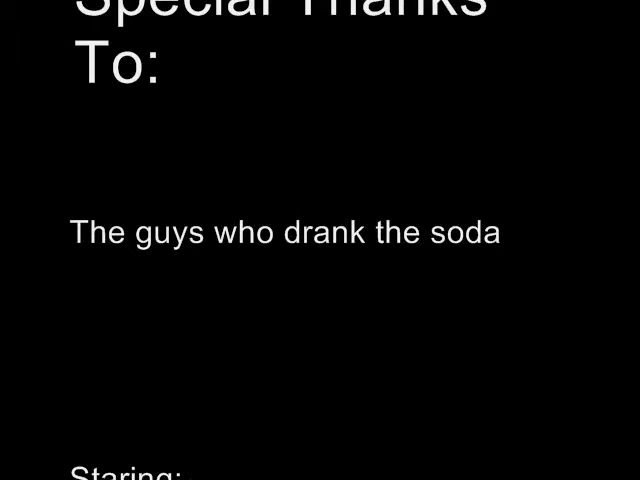 Special Thanks
To:
The guys who drank the soda
Staring: